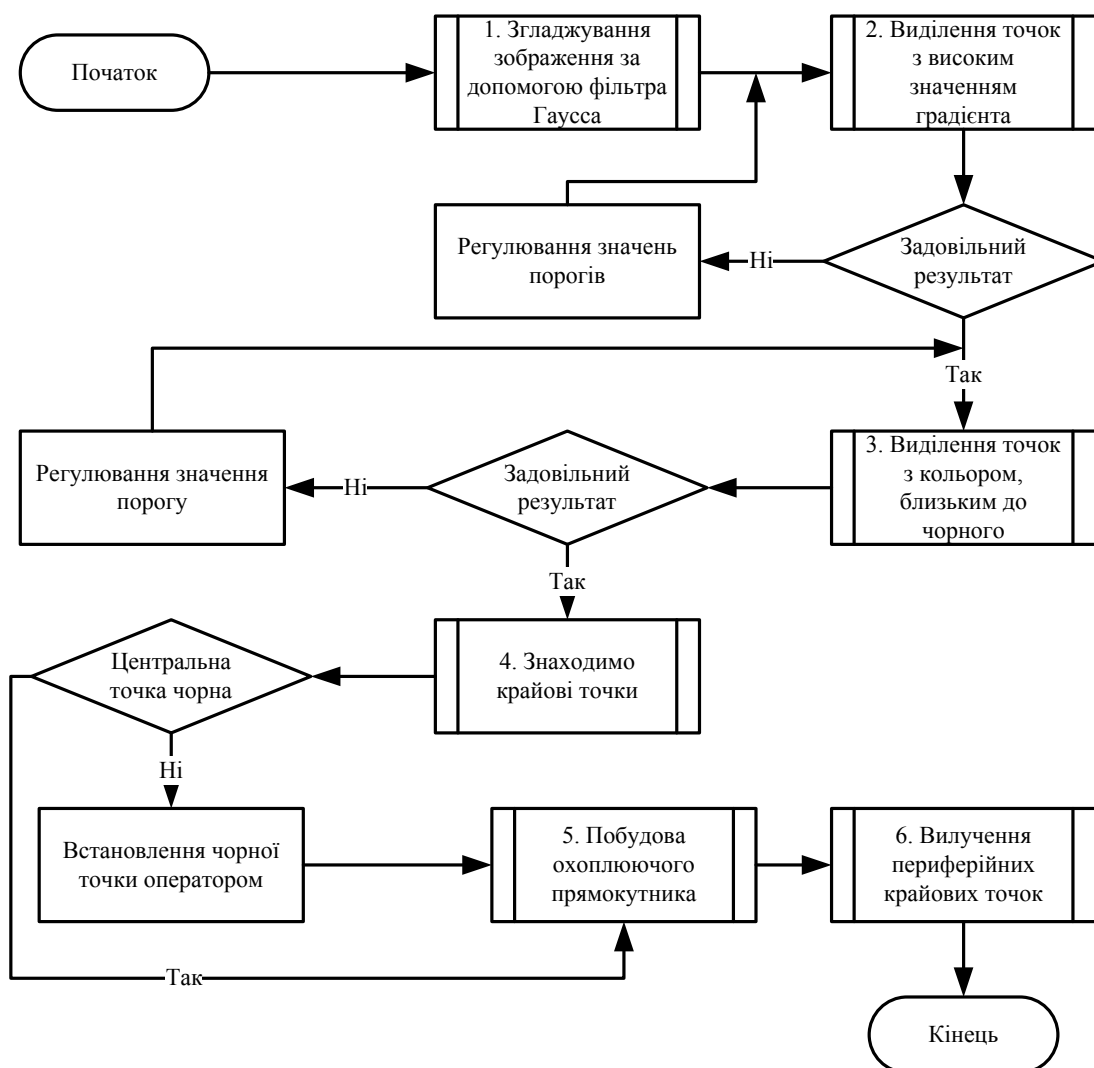 Початок
1. Згладжування
зображення за
допомогою фільтра
Гаусса
2. Виділення точок
з високим
значенням
градієнта
Регулювання значень
порогів
Ні
Задовільний
результат
Так
Регулювання значення
порогу
Ні
Задовільний
результат
3. Виділення точок
з кольором,
близьким до
чорного
Так
Центральна
точка чорна
4. Знаходимо
крайові точки
Ні
Встановлення чорної
точки оператором
5. Побудова
охоплюючого
прямокутника
6. Вилучення
периферійних
крайових точок
Так
Кінець